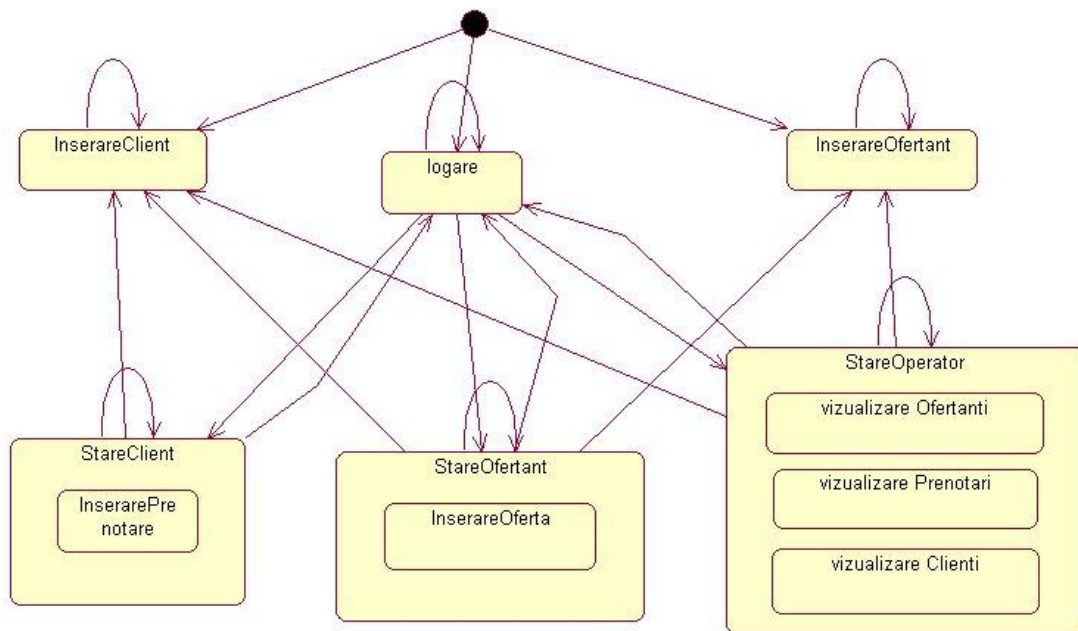 InserareClient
logare
InserareOfertant
StareClient
InserarePre
notare
StareOfertant
InserareOferta
StareOperator
vizualizare Ofertanti
vizualizare Prenotari
vizualizare Clienti